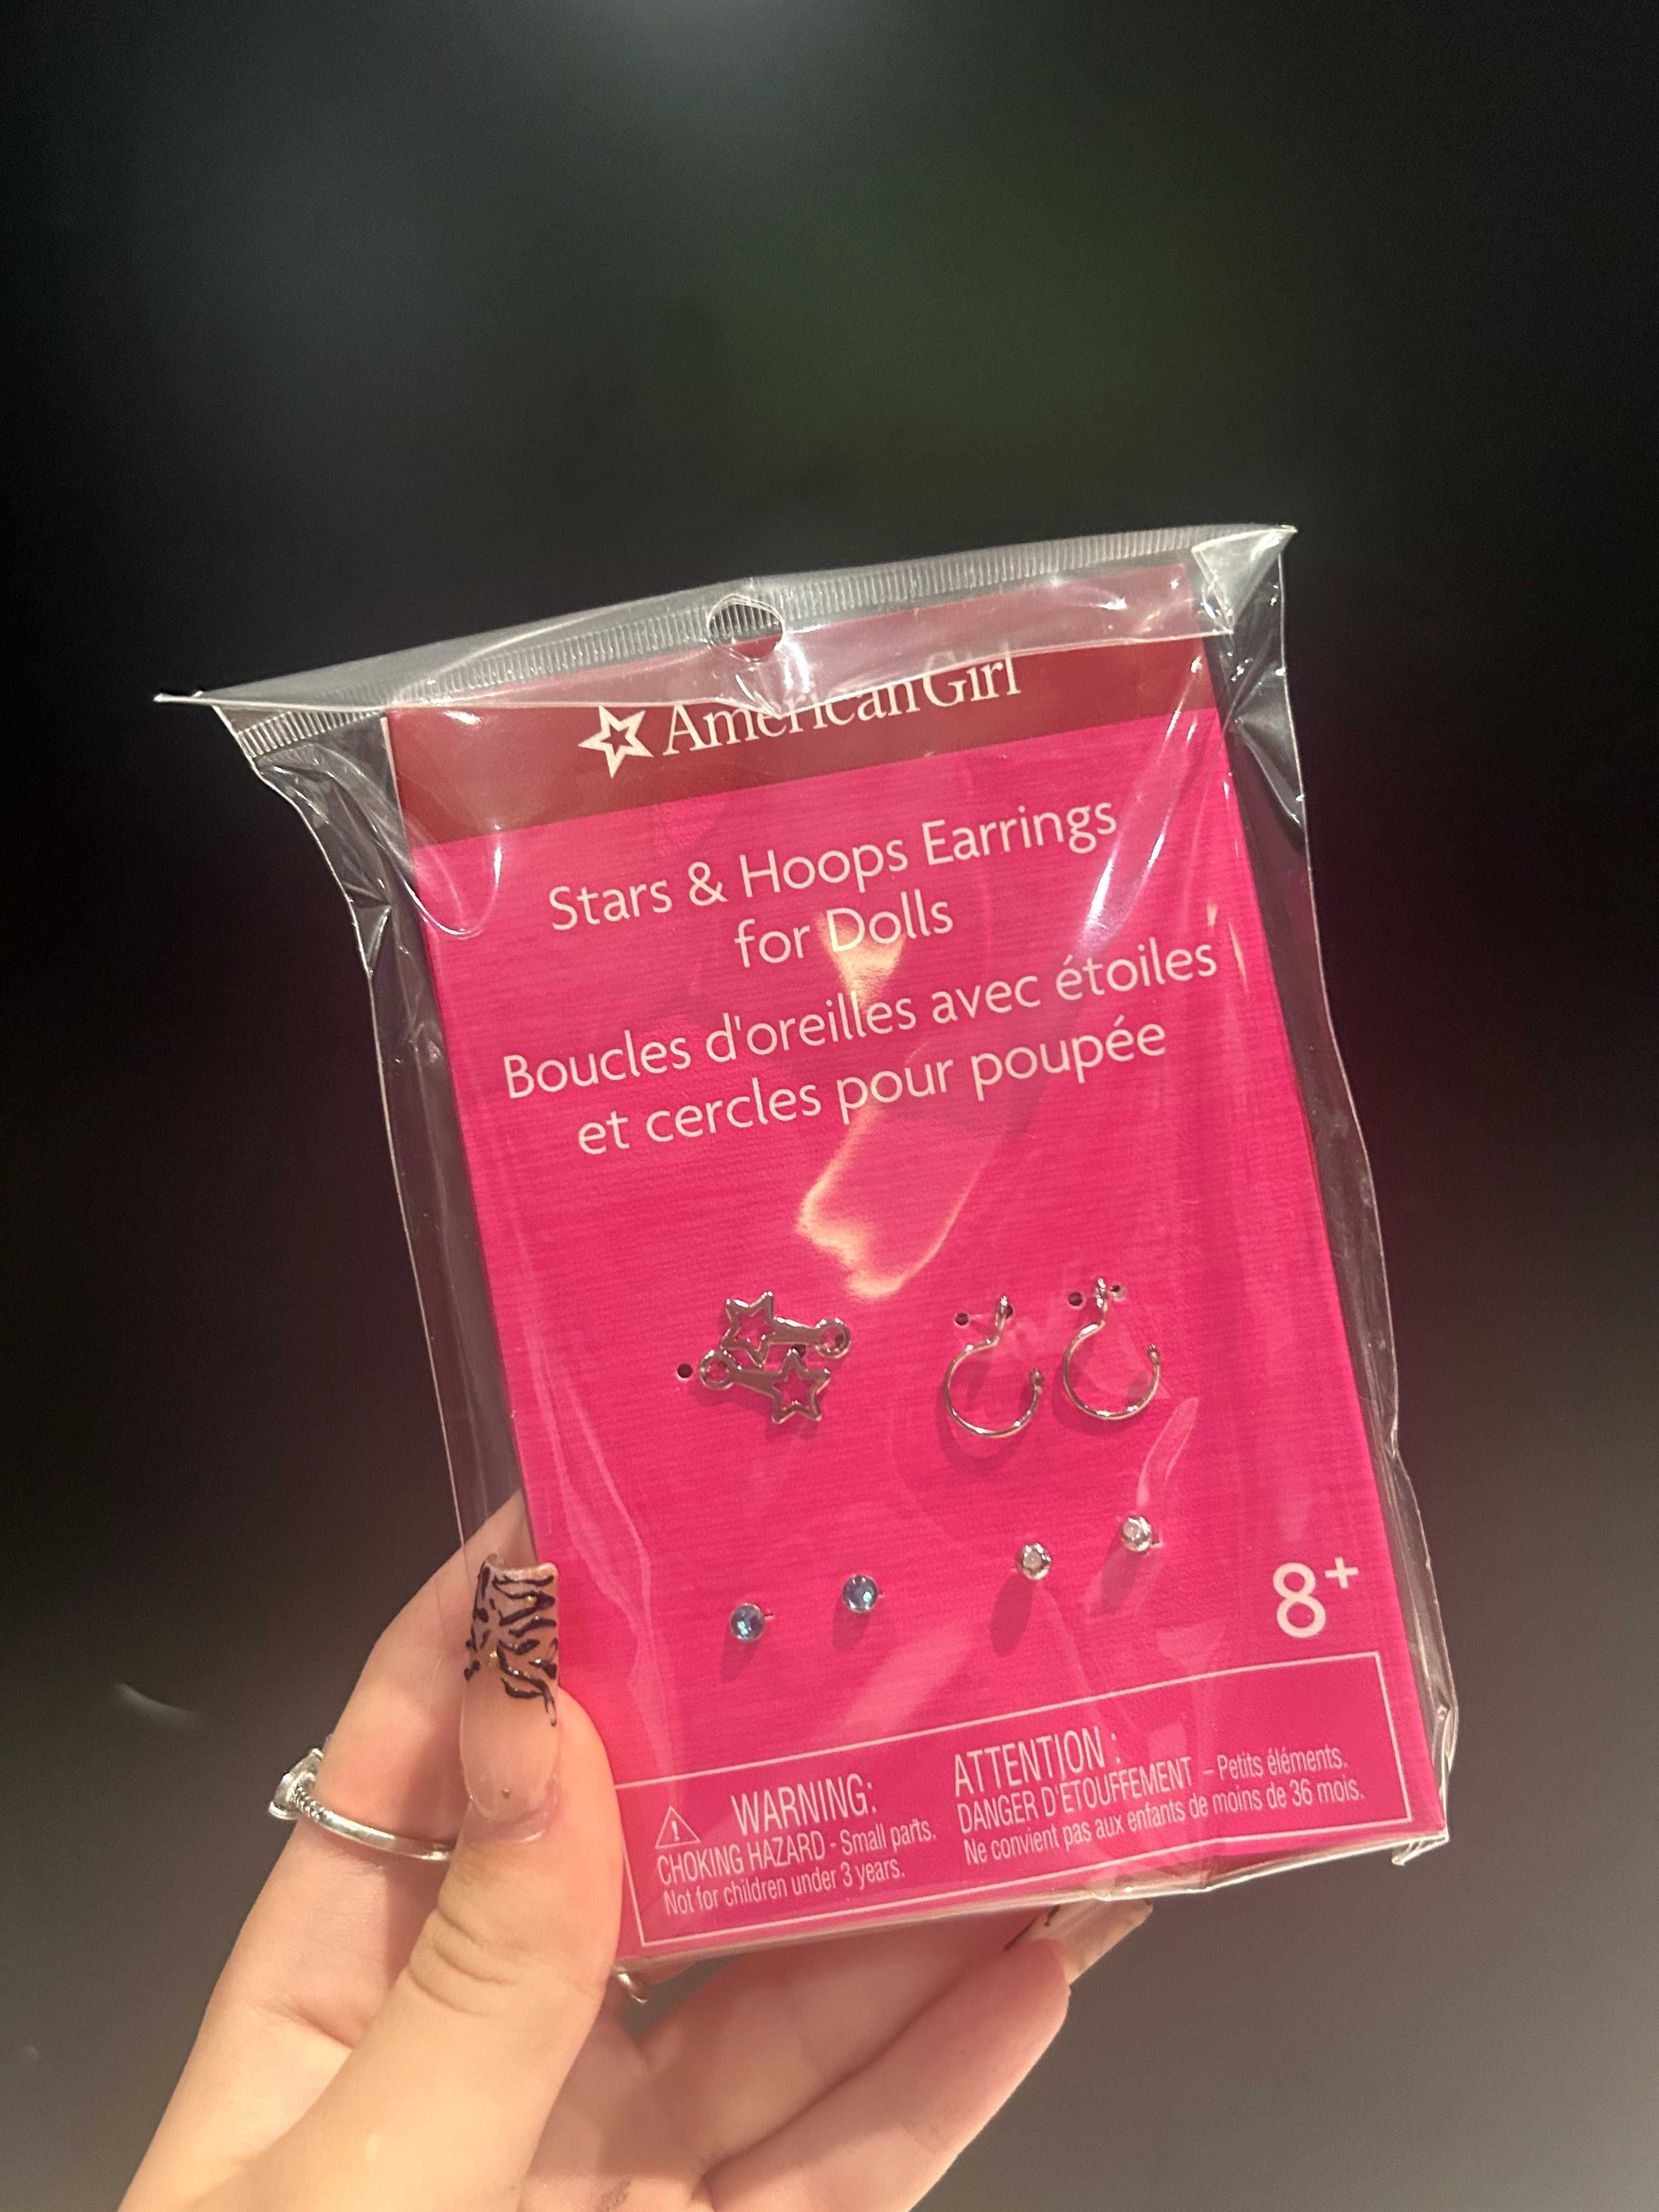 American Girl
Stars & Hoops Earrings
for Dolls
Boucles d'oreilles avec étoiles
et cercles pour poupée
8+
WARNING:
CHOKING HAZARD - Small parts.
Not for children under 3 years.
ATTENTION :
DANGER D'ÉTOUFFEMENT – Petits éléments.
Ne convient pas aux enfants de moins de 36 mois.